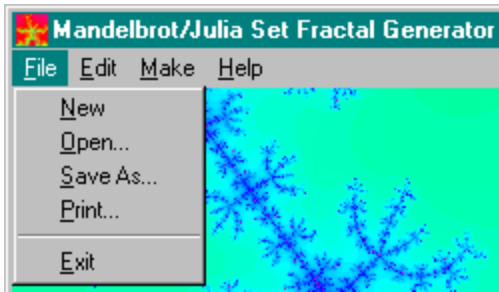 Mandelbrot/Julia Set Fractal Generator
File Edit Make Help
New
Open...
Save As...
Print...
Exit